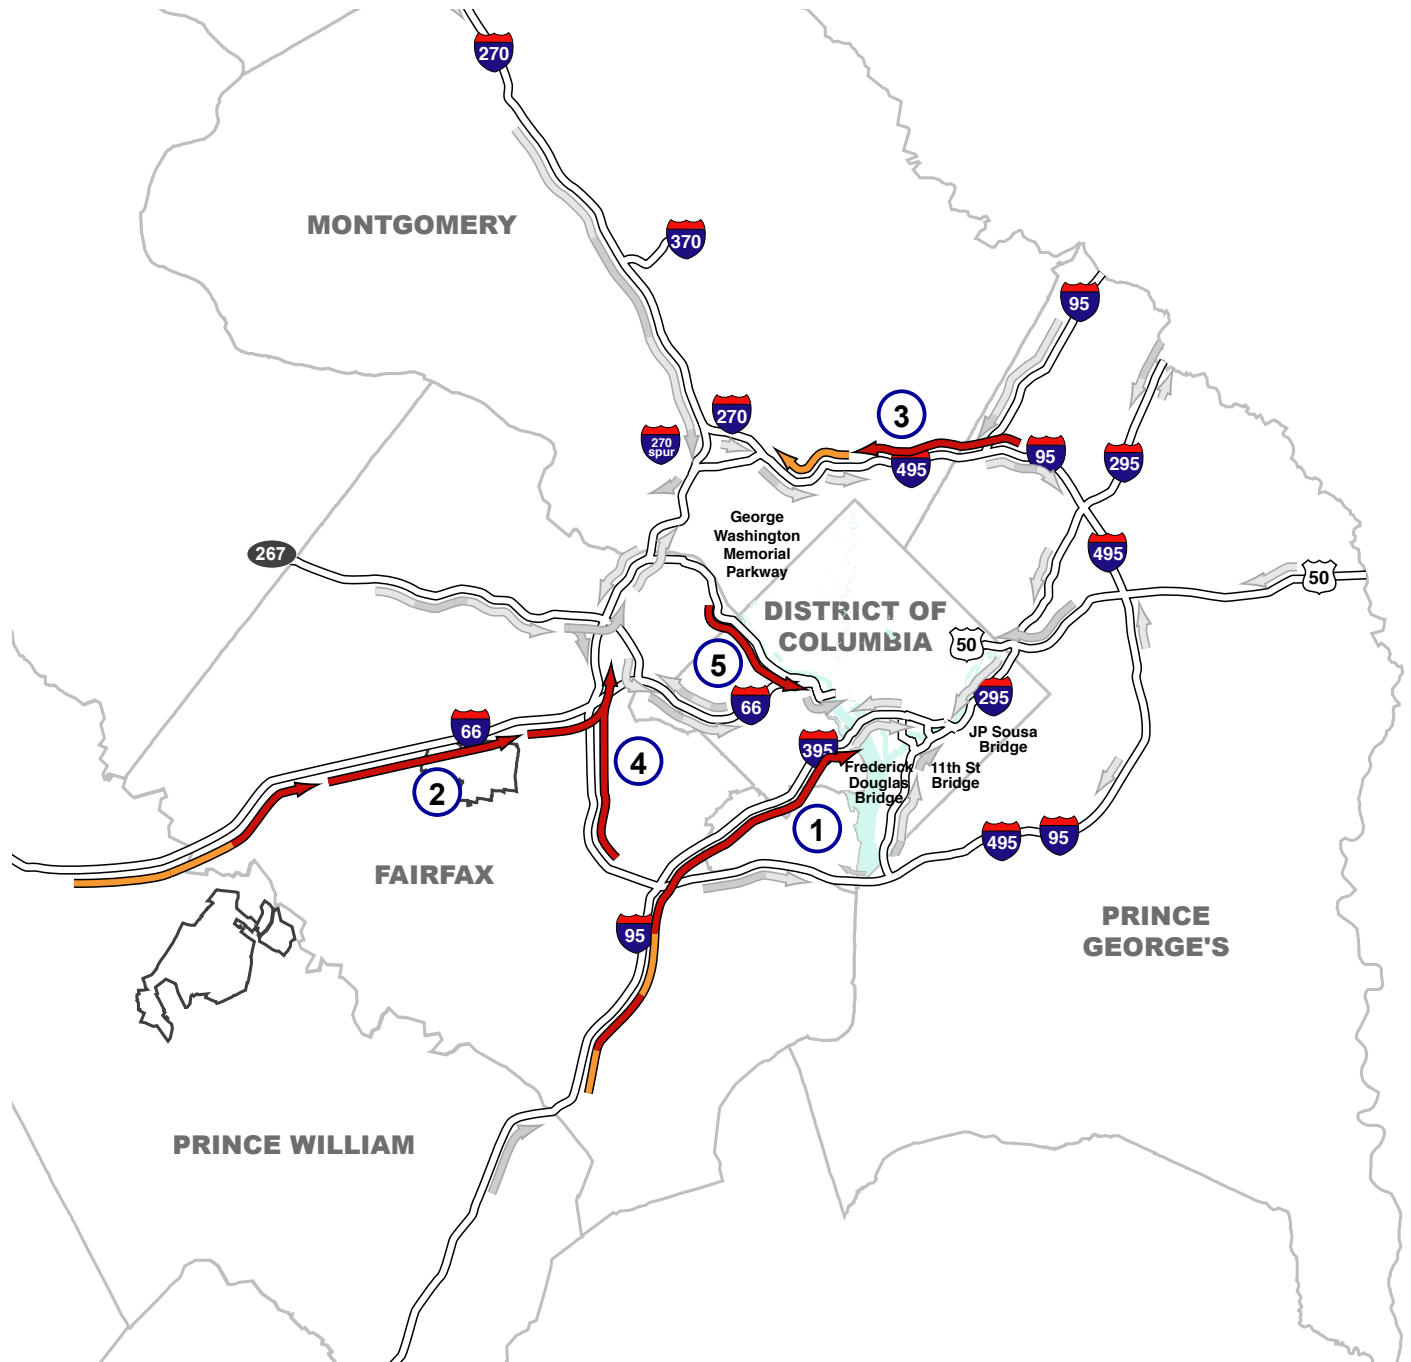 270
MONTGOMERY
370
95
270
3
270
spur
95
295
495
George
Washington
Memorial
Parkway
267
495
50
DISTRICT OF
COLUMBIA
50
5
295
66
66
JP Sousa
Bridge
395
4
Frederick
Douglas
Bridge
11th St
Bridge
2
1
495
95
FAIRFAX
95
PRINCE
GEORGE'S
PRINCE WILLIAM